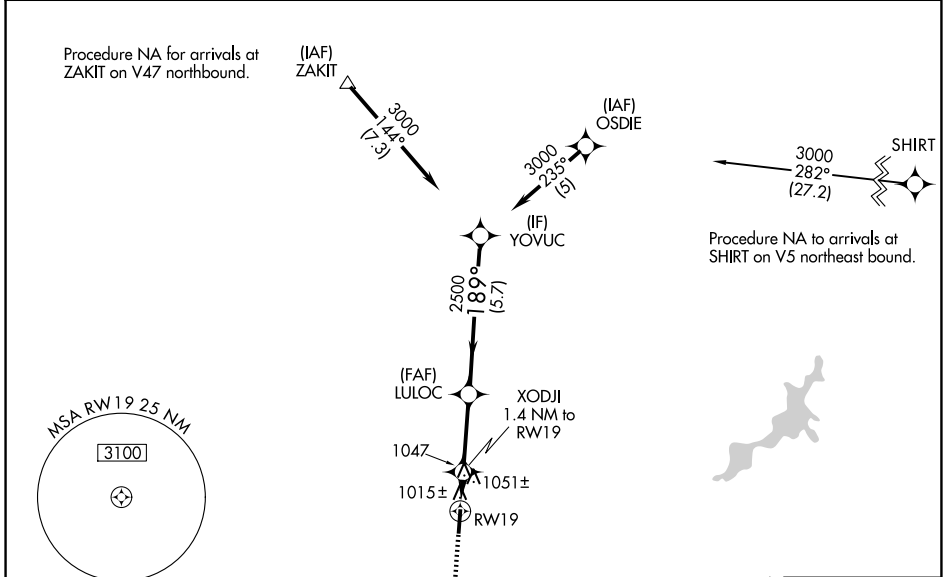 Procedure NA for arrivals at
ZAKIT on V47 northbound.
(IAF)
ZAKIT
3000
144°
(7.3)
(IAF)
OSDIE
3000
235°
(5)
SHIRT
3000
282°
(27.2)
Procedure NA to arrivals at
SHIRT on V5 northeast bound.
(IF)
YOVUC
2500
189°
(5.7)
(FAF)
LULOC
XODJI
1.4 NM to
RW19
1047
1051±
1015±
RW19
MSA RW19 25 NM
3100